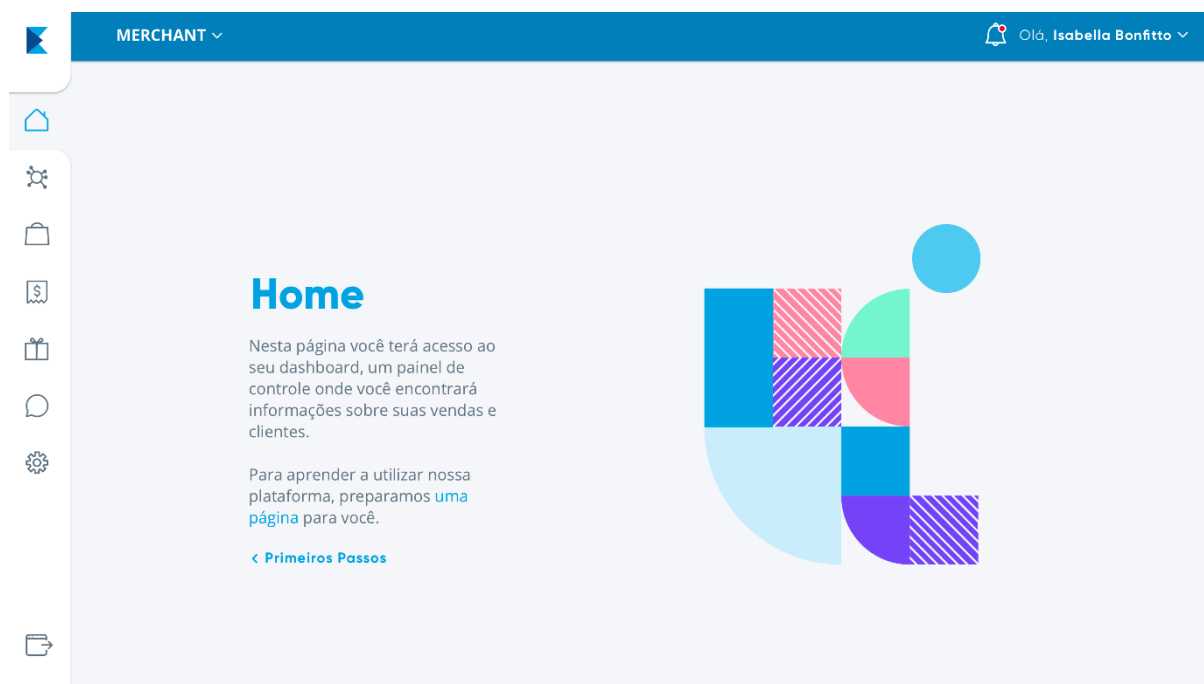 MERCHANT
Olá, Isabella Bonfitto
Home
Nesta página você terá acesso ao
seu dashboard, um painel de
controle onde você encontrará
informações sobre suas vendas e
clientes.
Para aprender a utilizar nossa
plataforma, preparamos uma
página para você.
< Primeiros Passos